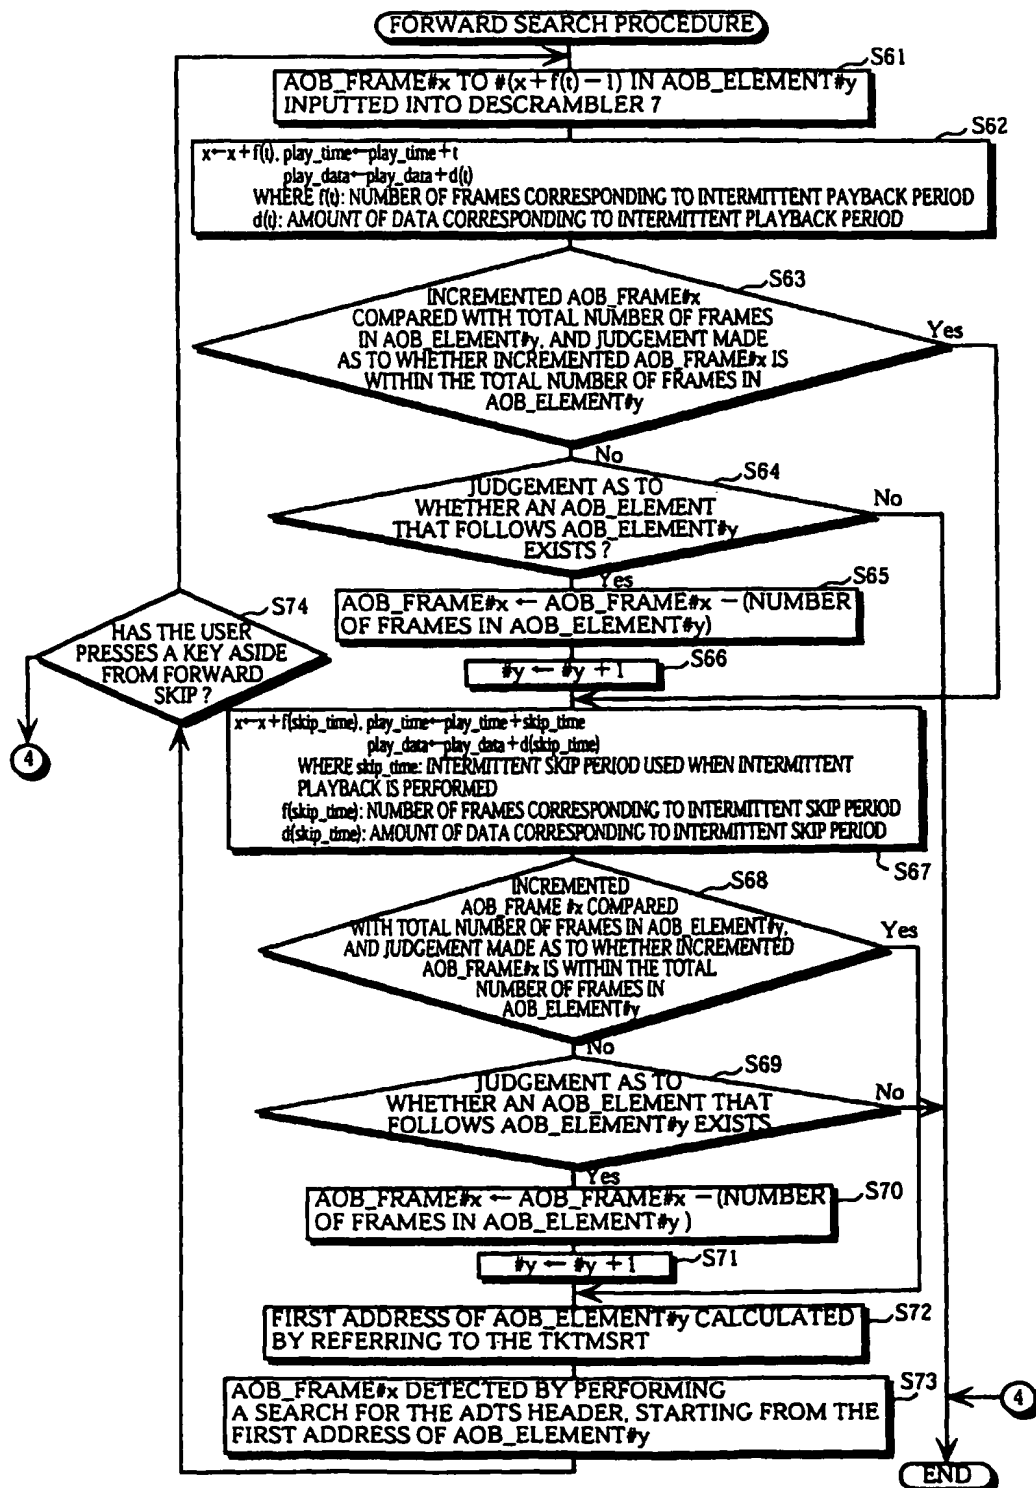 FORWARD SEARCH PROCEDURE
S61
AOB_FRAME#x TO #(x+f(t)−1) IN AOB_ELEMENT#y
INPUTTED INTO DESCRAMBLER 7
S62
x←x+f(t), play_time←play_time+t
play_data←play_data+d(t)
WHERE f(t): NUMBER OF FRAMES CORRESPONDING TO INTERMITTENT PAYBACK PERIOD
d(t): AMOUNT OF DATA CORRESPONDING TO INTERMITTENT PLAYBACK PERIOD
S63
INCREMENTED AOB_FRAME#x
COMPARED WITH TOTAL NUMBER OF FRAMES
IN AOB_ELEMENT#y, AND JUDGEMENT MADE
AS TO WHETHER INCREMENTED AOB_FRAME#x IS
WITHIN THE TOTAL NUMBER OF FRAMES IN
AOB_ELEMENT#y
Yes
No
S64
JUDGEMENT AS TO
WHETHER AN AOB_ELEMENT
THAT FOLLOWS AOB_ELEMENT#y
EXISTS ?
No
Yes
S65
AOB_FRAME#x ← AOB_FRAME#x −(NUMBER
OF FRAMES IN AOB_ELEMENT#y)
S66
#y ← #y +1
S74
HAS THE USER
PRESSES A KEY ASIDE
FROM FORWARD
SKIP ?
4
x←x+f(skip_time), play_time←play_time+skip_time
play_data←play_data+d(skip_time)
WHERE skip_time: INTERMITTENT SKIP PERIOD USED WHEN INTERMITTENT
PLAYBACK IS PERFORMED
f(skip_time): NUMBER OF FRAMES CORRESPONDING TO INTERMITTENT SKIP PERIOD
d(skip_time): AMOUNT OF DATA CORRESPONDING TO INTERMITTENT SKIP PERIOD
S67
S68
INCREMENTED
AOB_FRAME #x COMPARED
WITH TOTAL NUMBER OF FRAMES IN AOB_ELEMENT#y,
AND JUDGEMENT MADE AS TO WHETHER INCREMENTED
AOB_FRAME#x IS WITHIN THE TOTAL
NUMBER OF FRAMES IN
AOB_ELEMENT#y
Yes
No
S69
JUDGEMENT AS TO
WHETHER AN AOB_ELEMENT THAT
FOLLOWS AOB_ELEMENT#y EXISTS
No
Yes
S70
AOB_FRAME#x ← AOB_FRAME#x −(NUMBER
OF FRAMES IN AOB_ELEMENT#y )
S71
#y ← #y +1
S72
FIRST ADDRESS OF AOB_ELEMENT#y CALCULATED
BY REFERRING TO THE TKTMSRT
S73
AOB_FRAME#x DETECTED BY PERFORMING
A SEARCH FOR THE ADTS HEADER, STARTING FROM THE
FIRST ADDRESS OF AOB_ELEMENT#y
4
END